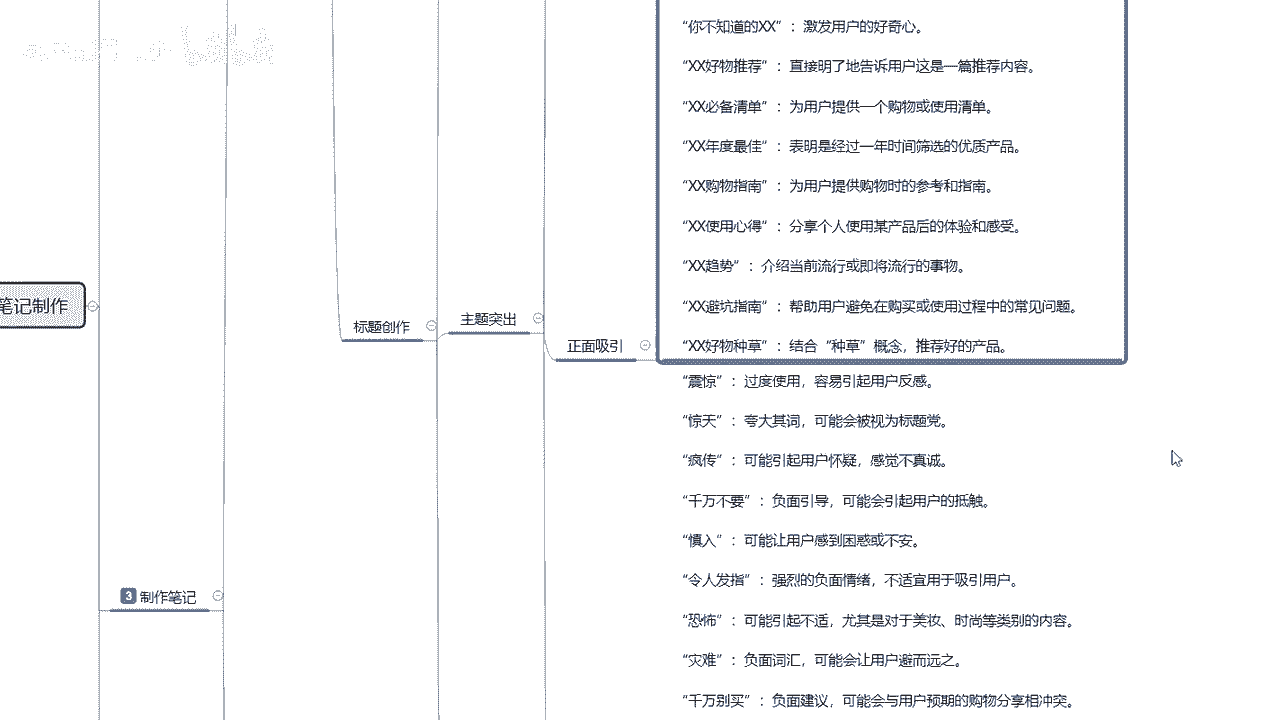 “你不知道的XX”：激发用户的好奇心。
“XX好物推荐”：直接明了地告诉用户这是一篇推荐内容。
“XX必备清单”：为用户提供一个购物或使用清单。
“XX年度最佳”：表明是经过一年时间筛选的优质产品。
“XX购物指南”：为用户提供购物时的参考和指南。
“XX使用心得”：分享个人使用某产品后的体验和感受。
“XX趋势”：介绍当前流行或即将流行的事物。
笔记制作
“XX避坑指南”：帮助用户避免在购买或使用过程中的常见问题。
标题创作
主题突出
正面吸引
“XX好物种草”：结合“种草”概念，推荐好的产品。
“震惊”：过度使用，容易引起用户反感。
“惊天”：夸大其词，可能会被视为标题党。
“疯传”：可能引起用户怀疑，感觉不真诚。
“千万不要”：负面引导，可能会引起用户的抵触。
“慎入”：可能让用户感到困惑或不安。
“令人发指”：强烈的负面情绪，不适宜用于吸引用户。
3 制作笔记
“恐怖”：可能引起不适，尤其是对于美妆、时尚等类别的内容。
“灾难”：负面词汇，可能会让用户避而远之。
“千万别买”：负面建议，可能会与用户预期的购物分享相冲突。